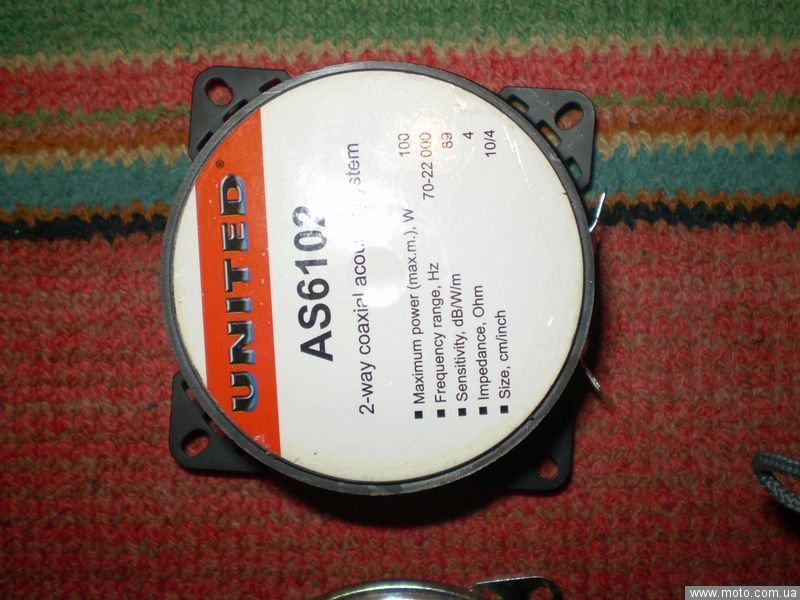 UNITED®
AS6102
2-way coaxial acoustic system
■ Maximum power (max.m.), W 100
■ Frequency range, Hz 70-22 000
■ Sensitivity, dB/W/m 89
■ Impedance, Ohm 4
■ Size, cm/inch 10/4
www.moto.com.ua